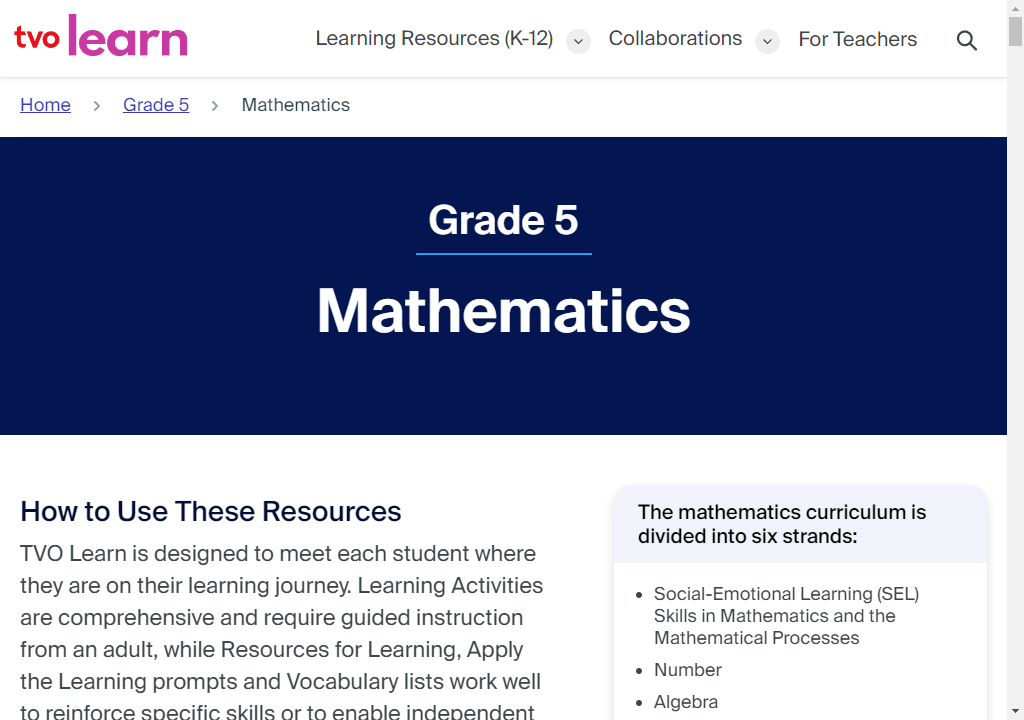 tvo learn
Learning Resources (K-12)
Collaborations
For Teachers
Home > Grade 5 > Mathematics
Grade 5
Mathematics
How to Use These Resources
TVO Learn is designed to meet each student where
they are on their learning journey. Learning Activities
are comprehensive and require guided instruction
from an adult, while Resources for Learning, Apply
the Learning prompts and Vocabulary lists work well
to reinforce specific skills or to enable independent
The mathematics curriculum is
divided into six strands:
• Social-Emotional Learning (SEL)
Skills in Mathematics and the
Mathematical Processes
• Number
• Algebra